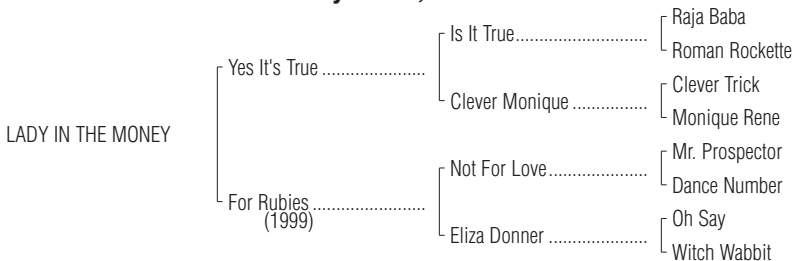 Raja Baba
Is It True..............................
Roman Rockette
Yes It's True ......................
Clever Trick
Clever Monique ................
Monique Rene
LADY IN THE MONEY
Mr. Prospector
Not For Love.....................
Dance Number
For Rubies ........................
(1999)
Oh Say
Eliza Donner .....................
Witch Wabbit